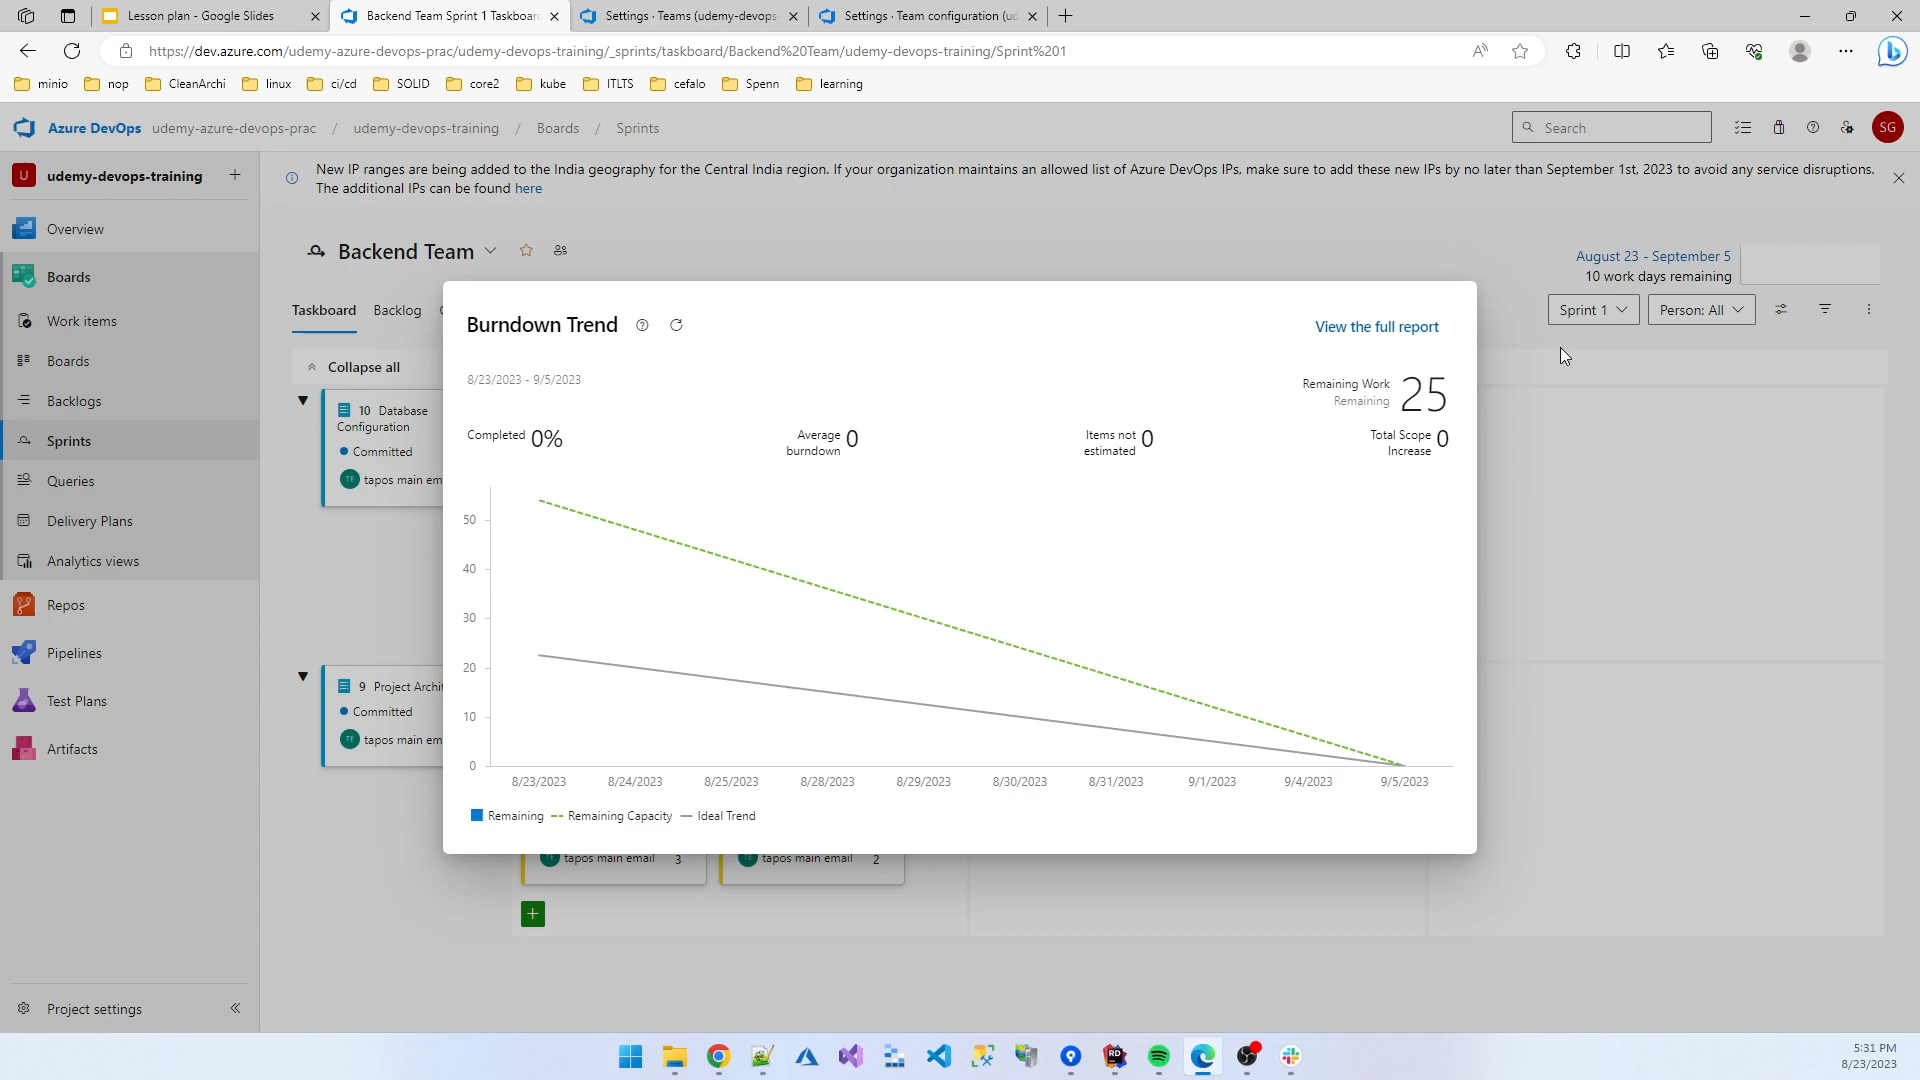 Lesson plan - Google Slides
Backend Team Sprint 1 Taskboard
Settings · Teams (udemy-devops-
Settings · Team configuration (ud
https://dev.azure.com/udemy-azure-devops-prac/udemy-devops-training/_sprints/taskboard/Backend%20Team/udemy-devops-training/Sprint%201
minio
nop
CleanArchi
linux
ci/cd
SOLID
core2
kube
ITLTS
cefalo
Spenn
learning
Azure DevOps
udemy-azure-devops-prac / udemy-devops-training / Boards / Sprints
Search
SG
U
udemy-devops-training
New IP ranges are being added to the India geography for the Central India region. If your organization maintains an allowed list of Azure DevOps IPs, make sure to add these new IPs by no later than September 1st, 2023 to avoid any service disruptions.
The additional IPs can be found here
Overview
Boards
Work items
Boards
Backlogs
Sprints
Queries
Delivery Plans
Analytics views
Repos
Pipelines
Test Plans
Artifacts
Project settings
Backend Team
August 23 - September 5
10 work days remaining
Taskboard
Backlog
Sprint 1
Person: All
Collapse all
10 Database
Configuration
Committed
TE tapos main em
9 Project Archit
Committed
TE tapos main em
Burndown Trend
View the full report
8/23/2023 - 9/5/2023
Remaining Work
Remaining
25
Completed 0%
Average
burndown
0
Items not
estimated
0
Total Scope
Increase
0
50
40
30
20
10
0
8/23/2023
8/24/2023
8/25/2023
8/28/2023
8/29/2023
8/30/2023
8/31/2023
9/1/2023
9/4/2023
9/5/2023
Remaining
Remaining Capacity
Ideal Trend
TE tapos main email 3
TE tapos main email 2
RD
5:31 PM
8/23/2023